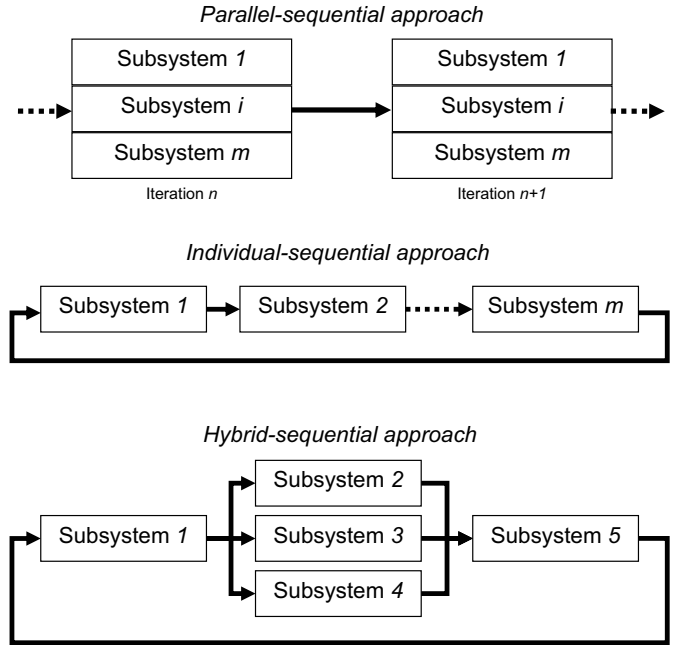 Parallel-sequential approach
Subsystem 1
Subsystem 1
Subsystem i
Subsystem i
Subsystem m
Subsystem m
Iteration n
Iteration n+1
Individual-sequential approach
Subsystem 1
Subsystem 2
Subsystem m
Hybrid-sequential approach
Subsystem 2
Subsystem 1
Subsystem 3
Subsystem 5
Subsystem 4